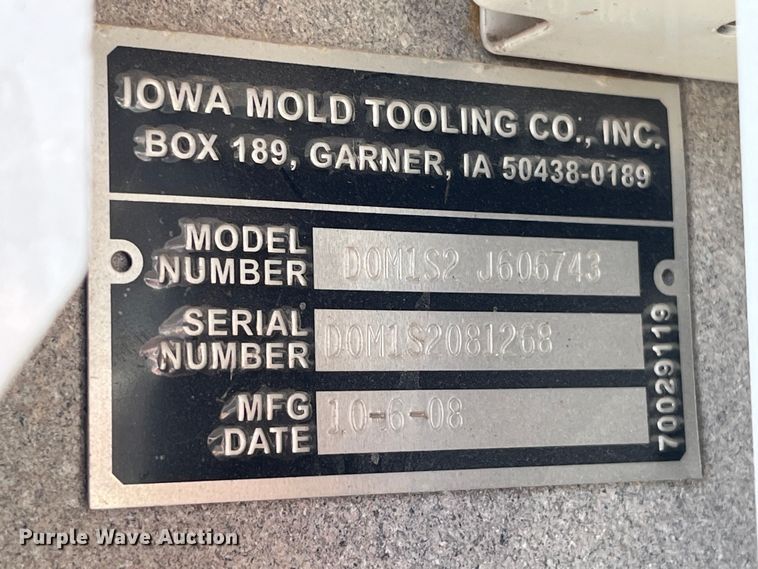 IOWA MOLD TOOLING CO., INC.
BOX 189, GARNER, IA 50438-0189
MODEL NUMBER DOM1S2 J606743
SERIAL NUMBER DOM1S2081268
MFG DATE 10-6-08
70029119
Purple Wave Auction